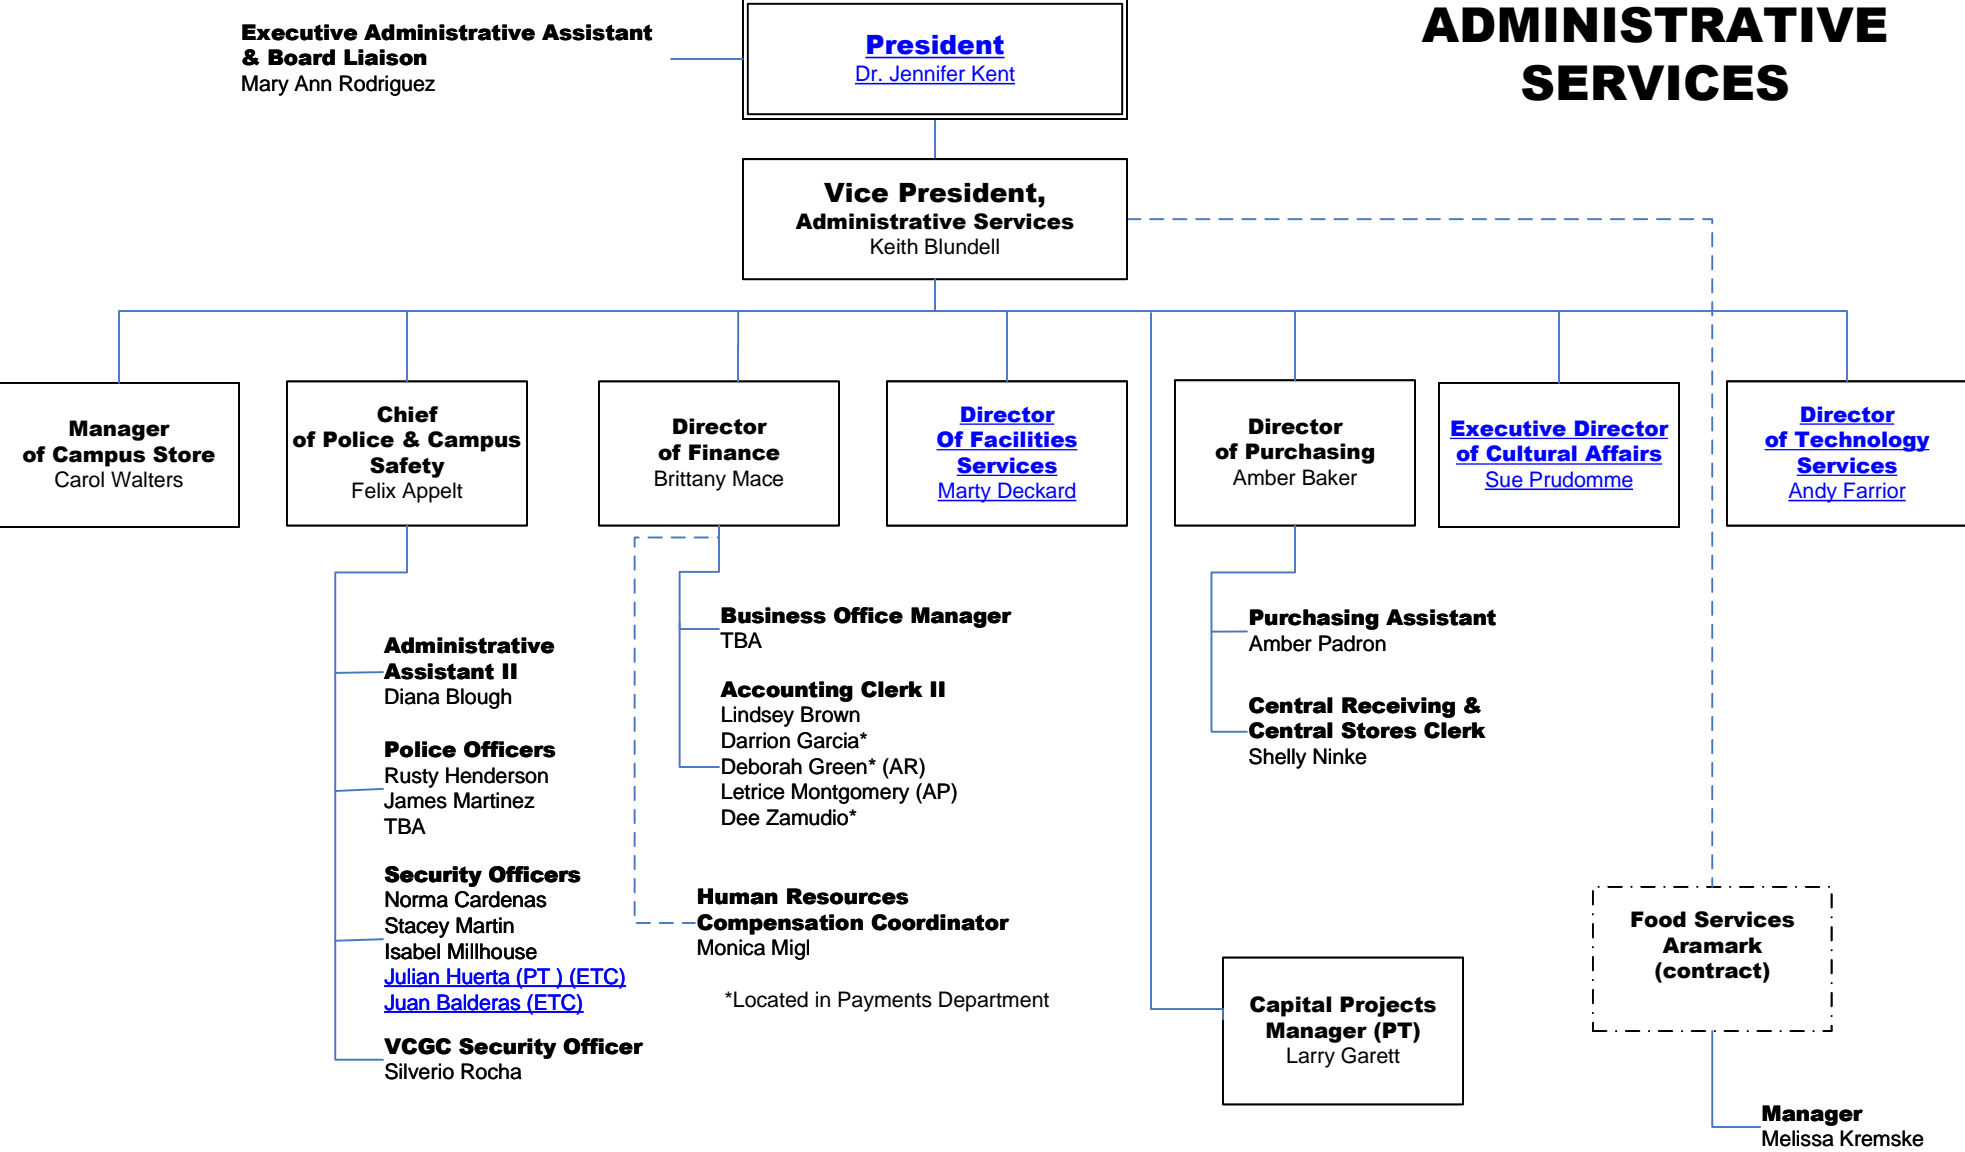 ADMINISTRATIVE
SERVICES
Executive Administrative Assistant
& Board Liaison
Mary Ann Rodriguez
President
Dr. Jennifer Kent
Vice President,
Administrative Services
Keith Blundell
Manager
of Campus Store
Carol Walters
Chief
of Police & Campus
Safety
Felix Appelt
Director
of Finance
Brittany Mace
Director
Of Facilities
Services
Marty Deckard
Director
of Purchasing
Amber Baker
Executive Director
of Cultural Affairs
Sue Prudomme
Director
of Technology
Services
Andy Farrior
Administrative
Assistant II
Diana Blough
Police Officers
Rusty Henderson
James Martinez
TBA
Security Officers
Norma Cardenas
Stacey Martin
Isabel Millhouse
Julian Huerta (PT ) (ETC)
Juan Balderas (ETC)
VCGC Security Officer
Silverio Rocha
Business Office Manager
TBA
Accounting Clerk II
Lindsey Brown
Darrion Garcia*
Deborah Green* (AR)
Letrice Montgomery (AP)
Dee Zamudio*
Human Resources
Compensation Coordinator
Monica Migl
*Located in Payments Department
Purchasing Assistant
Amber Padron
Central Receiving &
Central Stores Clerk
Shelly Ninke
Capital Projects
Manager (PT)
Larry Garett
Food Services
Aramark
(contract)
Manager
Melissa Kremske